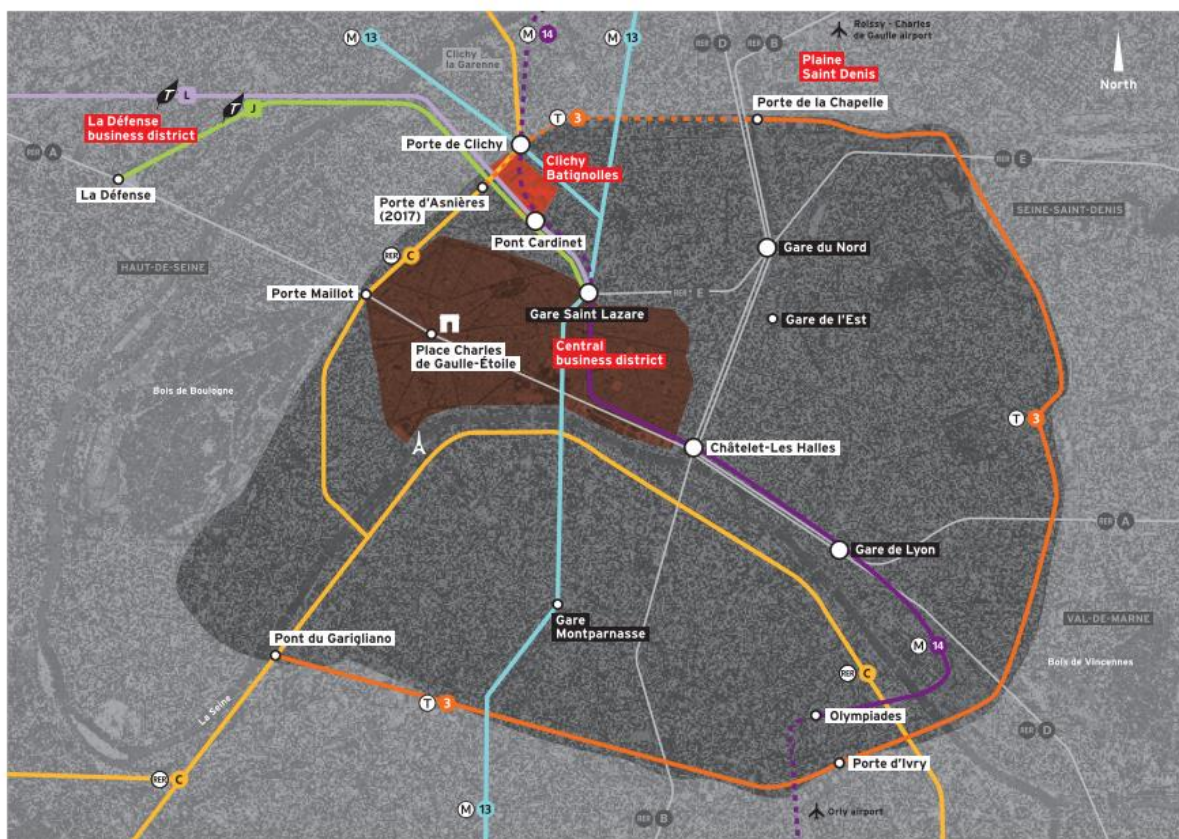 M 13
M 14
M 13
RER D
RER B
Roissy - Charles
de Gaulle airport
North
Clichy
la Garenne
Plaine
Saint Denis
T L
T J
La Défense
business district
T 3
Porte de la Chapelle
RER A
Porte de Clichy
Clichy
Batignolles
RER E
La Défense
Porte d'Asnières
(2017)
SEINE-SAINT-DENIS
Pont Cardinet
Gare du Nord
HAUT-DE-SEINE
RER C
Porte Maillot
RER E
Gare Saint Lazare
Gare de l'Est
Place Charles
de Gaulle-Étoile
Central
business district
Bois de Boulogne
T 3
Châtelet-Les Halles
RER A
Gare de Lyon
Gare
Montparnasse
VAL-DE-MARNE
Pont du Garigliano
M 14
Bois de Vincennes
RER C
La Seine
T 3
Olympiades
RER D
Porte d'Ivry
RER C
M 13
RER B
Orly airport